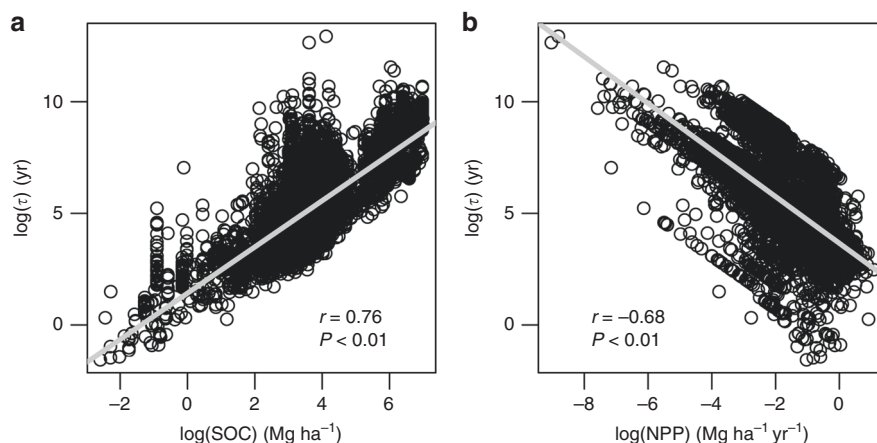 a
b
log(τ) (yr)
10
5
0
r = 0.76
P < 0.01
−2 0 2 4 6
log(SOC) (Mg ha⁻¹)
log(τ) (yr)
10
5
0
r = −0.68
P < 0.01
−8 −6 −4 −2 0
log(NPP) (Mg ha⁻¹ yr⁻¹)